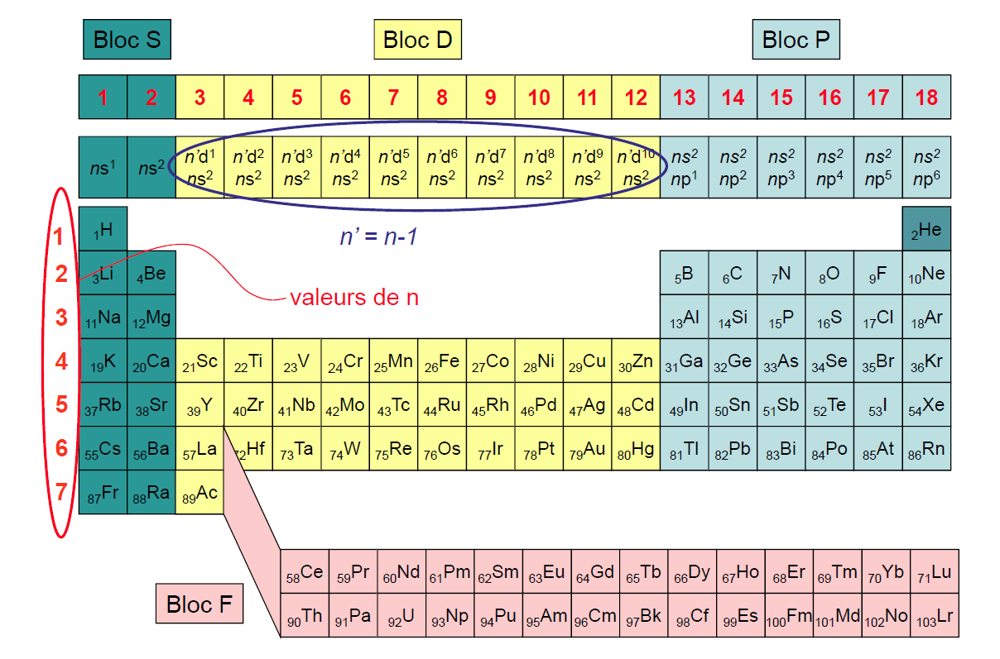 Bloc S Bloc D Bloc P
1 2 3 4 5 6 7 8 9 10 11 12 13 14 15 16 17 18
ns¹ ns² n’d¹ n’d² n’d³ n’d⁴ n’d⁵ n’d⁶ n’d⁷ n’d⁸ n’d⁹ n’d¹⁰ ns² ns² ns² ns² ns² ns²
ns² ns² ns² ns² ns² ns² ns² ns² ns² ns² np¹ np² np³ np⁴ np⁵ np⁶
1 ₁H ₂He
n’ = n-1
2 ₃Li ₄Be ₅B ₆C ₇N ₈O ₉F ₁₀Ne
valeurs de n
3 ₁₁Na ₁₂Mg ₁₃Al ₁₄Si ₁₅P ₁₆S ₁₇Cl ₁₈Ar
4 ₁₉K ₂₀Ca ₂₁Sc ₂₂Ti ₂₃V ₂₄Cr ₂₅Mn ₂₆Fe ₂₇Co ₂₈Ni ₂₉Cu ₃₀Zn ₃₁Ga ₃₂Ge ₃₃As ₃₄Se ₃₅Br ₃₆Kr
5 ₃₇Rb ₃₈Sr ₃₉Y ₄₀Zr ₄₁Nb ₄₂Mo ₄₃Tc ₄₄Ru ₄₅Rh ₄₆Pd ₄₇Ag ₄₈Cd ₄₉In ₅₀Sn ₅₁Sb ₅₂Te ₅₃I ₅₄Xe
6 ₅₅Cs ₅₆Ba ₅₇La ₇₂Hf ₇₃Ta ₇₄W ₇₅Re ₇₆Os ₇₇Ir ₇₈Pt ₇₉Au ₈₀Hg ₈₁Tl ₈₂Pb ₈₃Bi ₈₄Po ₈₅At ₈₆Rn
7 ₈₇Fr ₈₈Ra ₈₉Ac
₅₈Ce ₅₉Pr ₆₀Nd ₆₁Pm ₆₂Sm ₆₃Eu ₆₄Gd ₆₅Tb ₆₆Dy ₆₇Ho ₆₈Er ₆₉Tm ₇₀Yb ₇₁Lu
Bloc F
₉₀Th ₉₁Pa ₉₂U ₉₃Np ₉₄Pu ₉₅Am ₉₆Cm ₉₇Bk ₉₈Cf ₉₉Es ₁₀₀Fm ₁₀₁Md ₁₀₂No ₁₀₃Lr